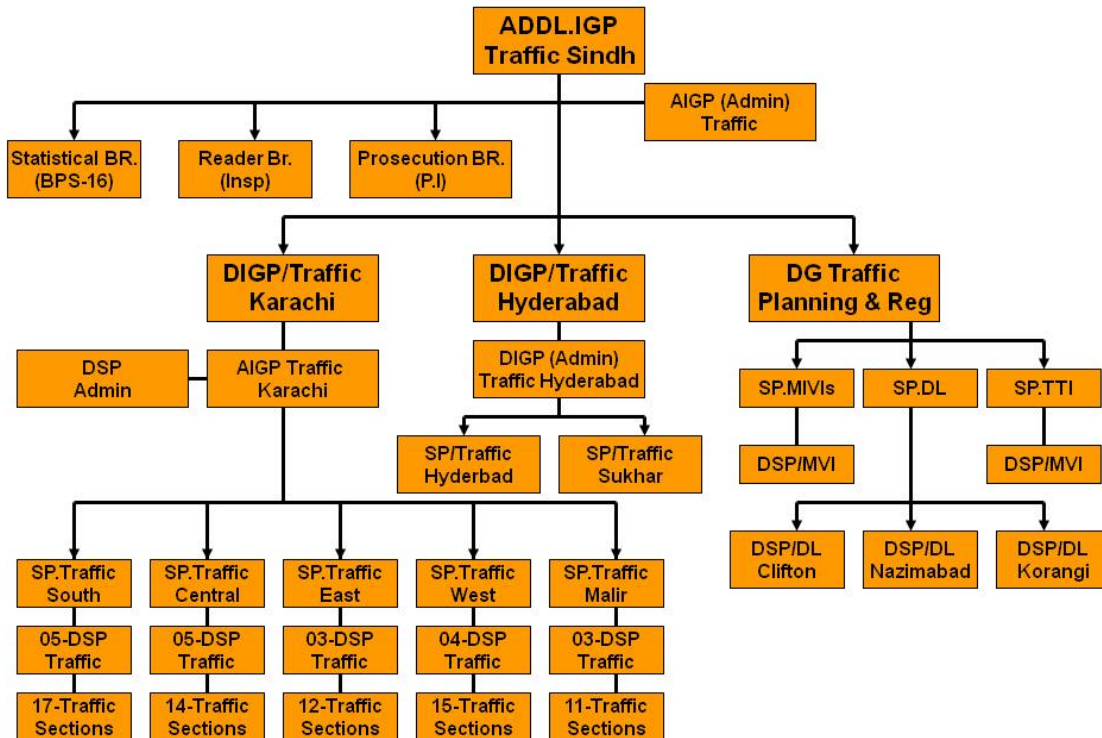 ADDL.IGP
Traffic Sindh
AIGP (Admin)
Traffic
Statistical BR.
(BPS-16)
Reader Br.
(Insp)
Prosecution BR.
(P.I)
DIGP/Traffic
Karachi
DIGP/Traffic
Hyderabad
DG Traffic
Planning & Reg
DSP
Admin
AIGP Traffic
Karachi
DIGP (Admin)
Traffic Hyderabad
SP.MIVIs
SP.DL
SP.TTI
SP/Traffic
Hyderbad
SP/Traffic
Sukhar
DSP/MVI
DSP/MVI
DSP/DL
Clifton
DSP/DL
Nazimabad
DSP/DL
Korangi
SP.Traffic
South
SP.Traffic
Central
SP.Traffic
East
SP.Traffic
West
SP.Traffic
Malir
05-DSP
Traffic
05-DSP
Traffic
03-DSP
Traffic
04-DSP
Traffic
03-DSP
Traffic
17-Traffic
Sections
14-Traffic
Sections
12-Traffic
Sections
15-Traffic
Sections
11-Traffic
Sections